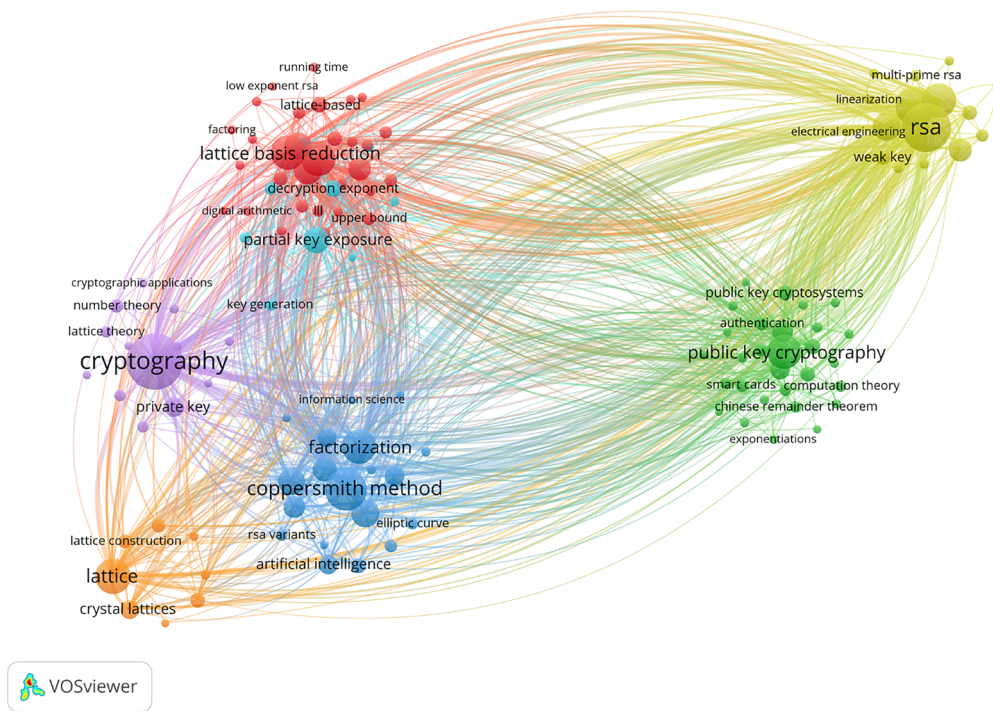 running time
multi-prime rsa
low exponent rsa
linearization
lattice-based
rsa
factoring
electrical engineering
lattice basis reduction
weak key
decryption exponent
digital arithmetic
lll
upper bound
partial key exposure
cryptographic applications
public key cryptosystems
number theory
key generation
authentication
lattice theory
cryptography
public key cryptography
smart cards
computation theory
information science
private key
chinese remainder theorem
factorization
exponentiations
coppersmith method
elliptic curve
rsa variants
lattice construction
artificial intelligence
lattice
crystal lattices
VOSviewer